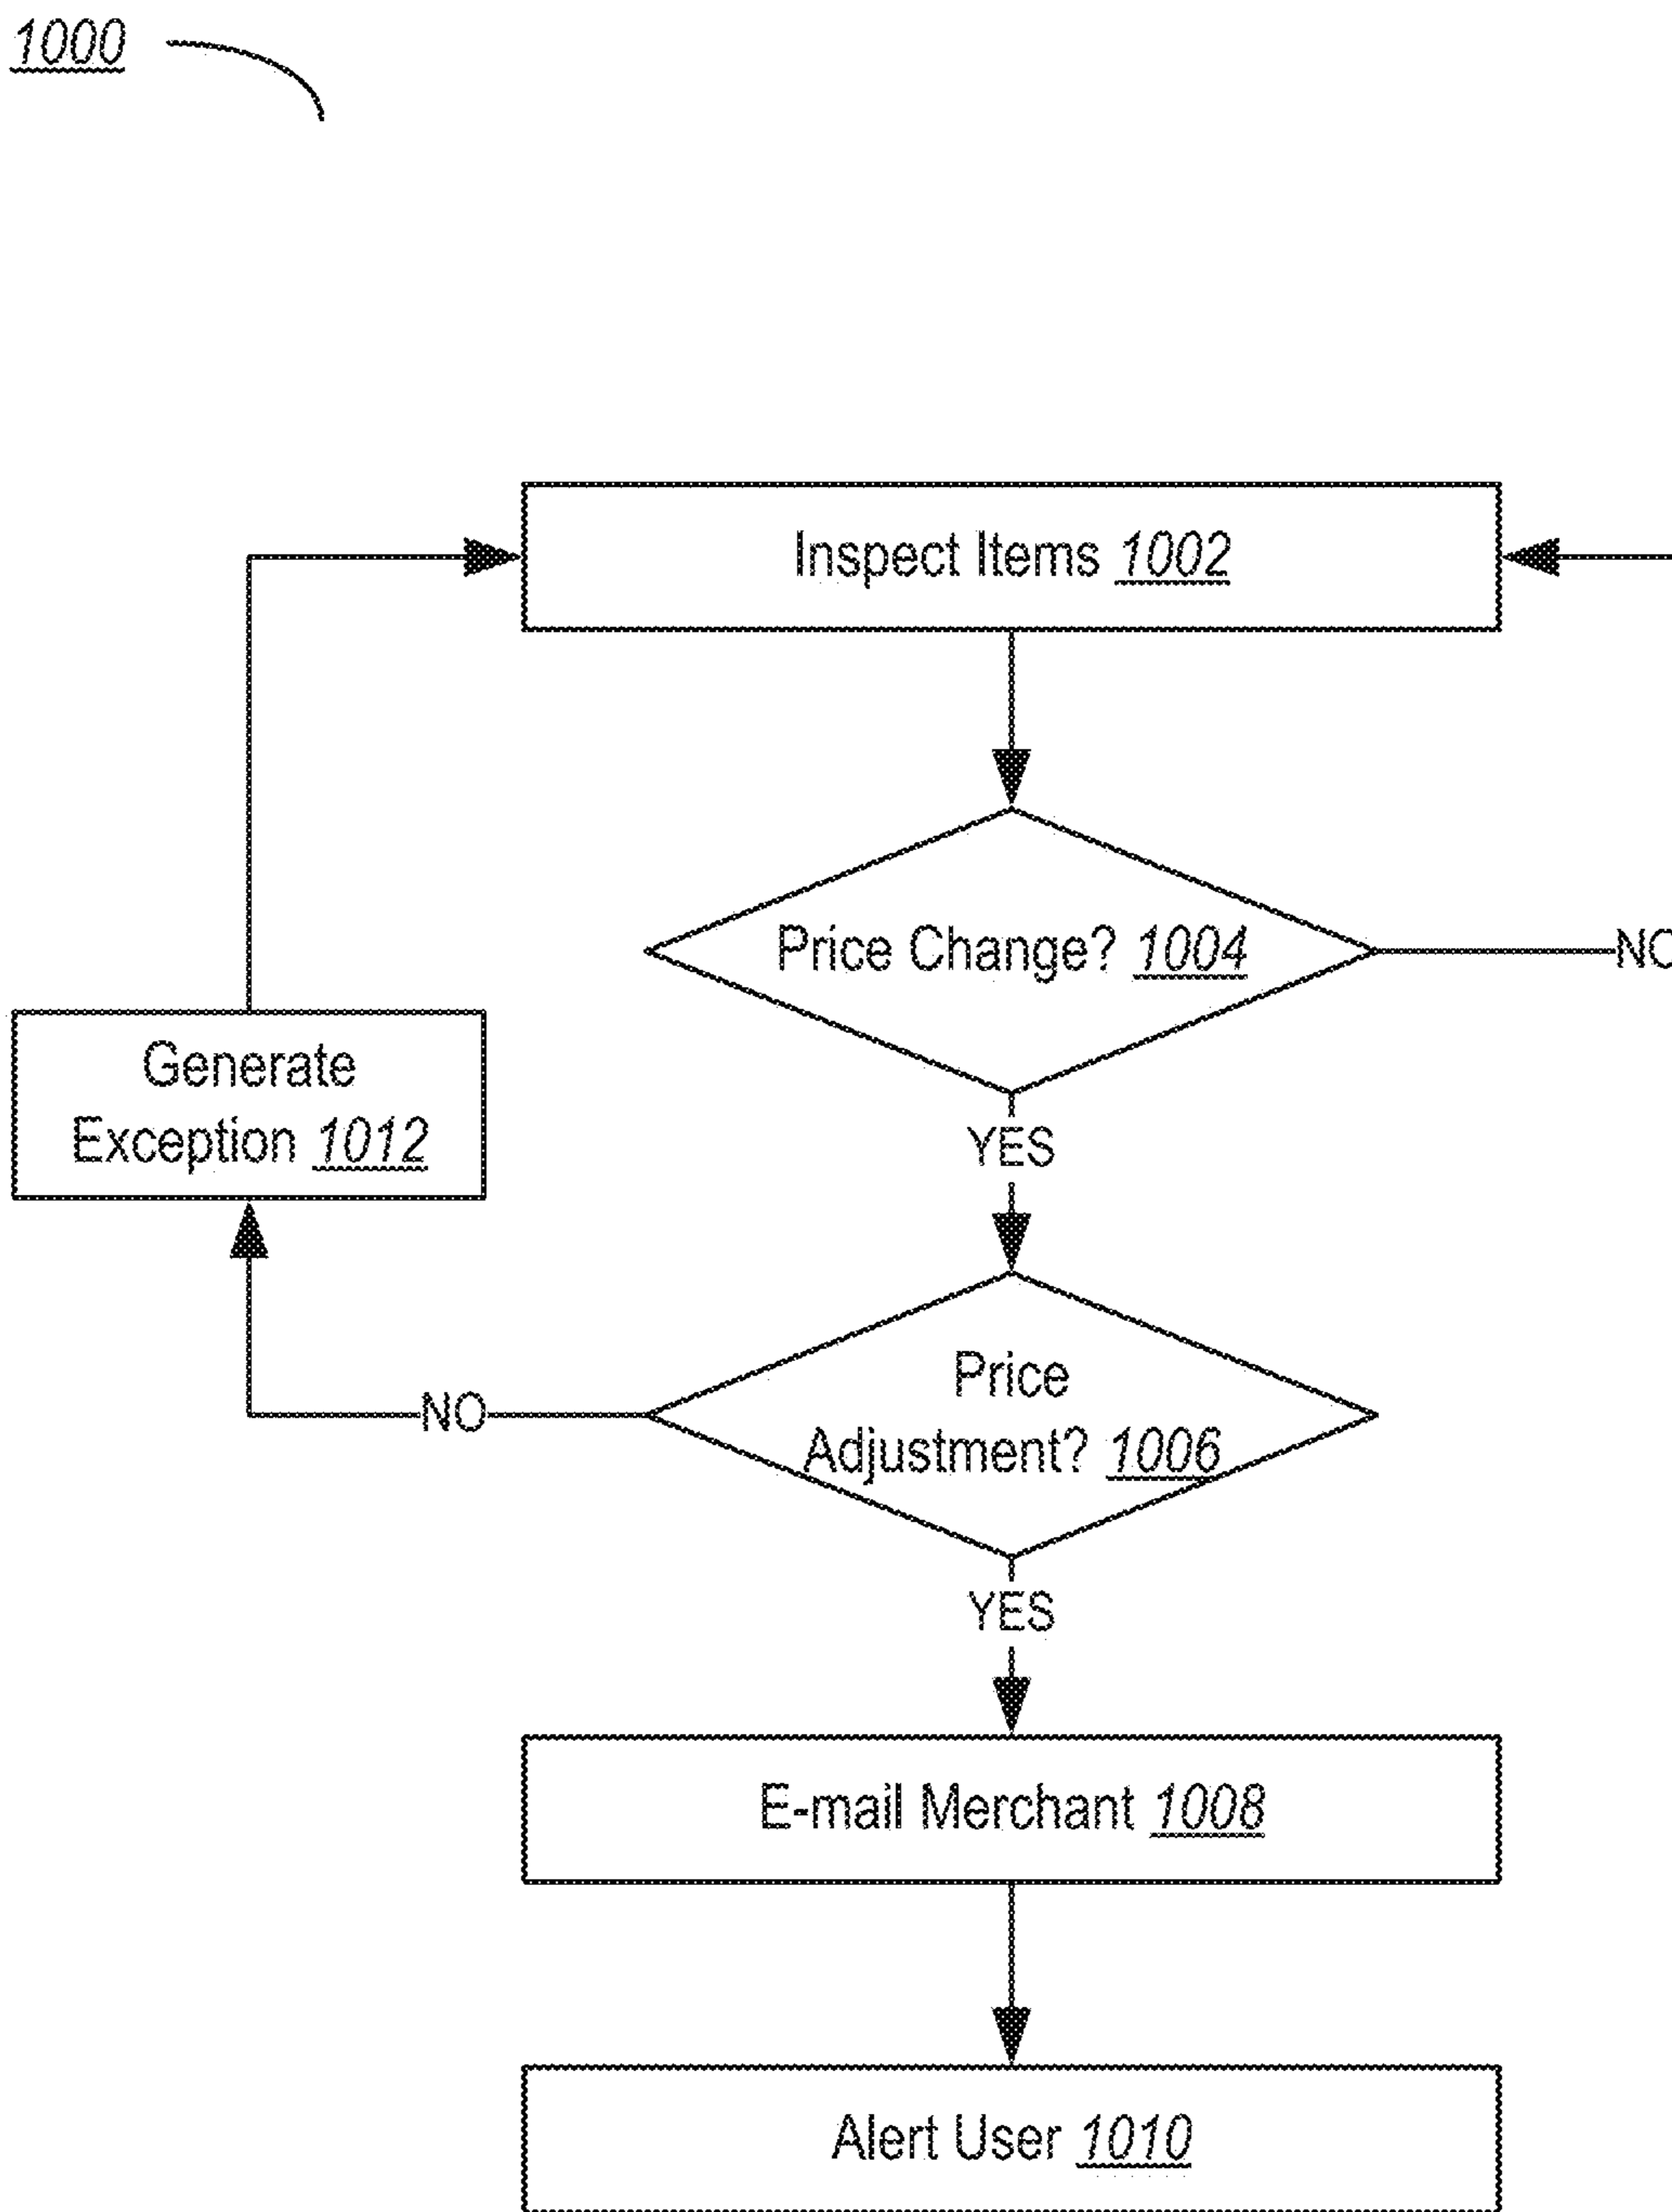 1000
Inspect Items 1002
Price Change? 1004
NO
Generate
Exception 1012
YES
Price
Adjustment? 1006
NO
YES
E-mail Merchant 1008
Alert User 1010